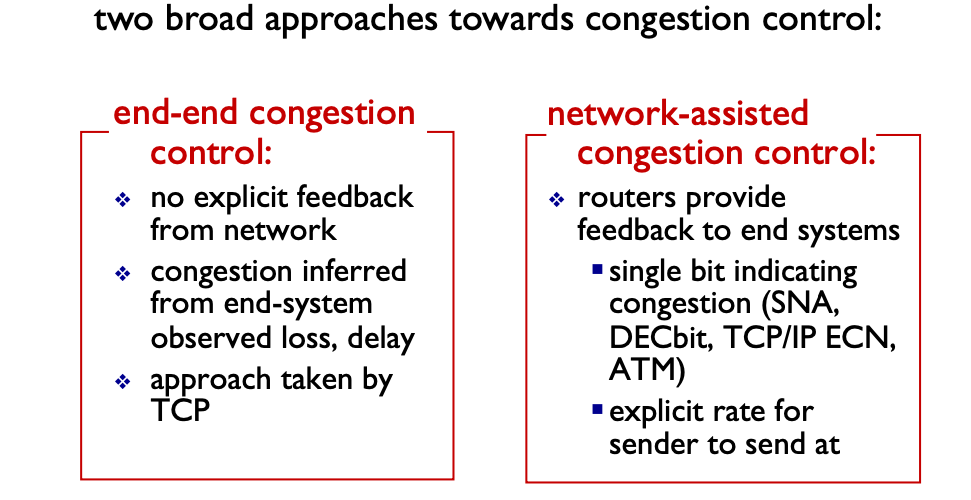 two broad approaches towards congestion control:
end-end congestion
control:
no explicit feedback
from network
congestion inferred
from end-system
observed loss, delay
approach taken by
TCP
network-assisted
congestion control:
routers provide
feedback to end systems
single bit indicating
congestion (SNA,
DECbit, TCP/IP ECN,
ATM)
explicit rate for
sender to send at